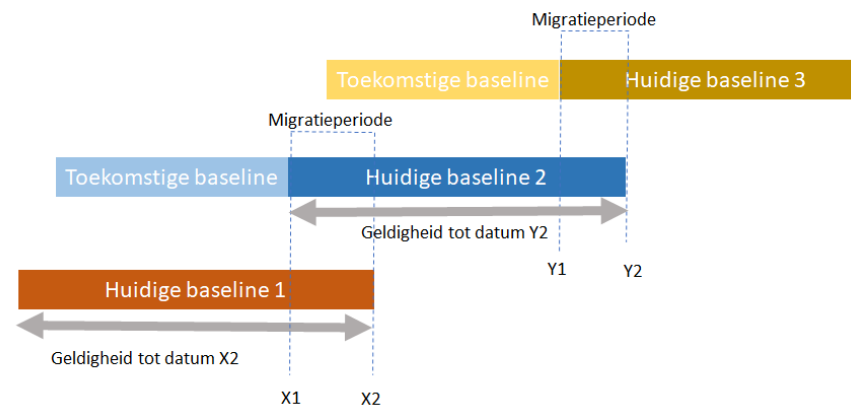 Migratieperiode
Toekomstige baseline
Huidige baseline 3
Migratieperiode
Toekomstige baseline
Huidige baseline 2
Geldigheid tot datum Y2
Y1
Y2
Huidige baseline 1
Geldigheid tot datum X2
X1
X2